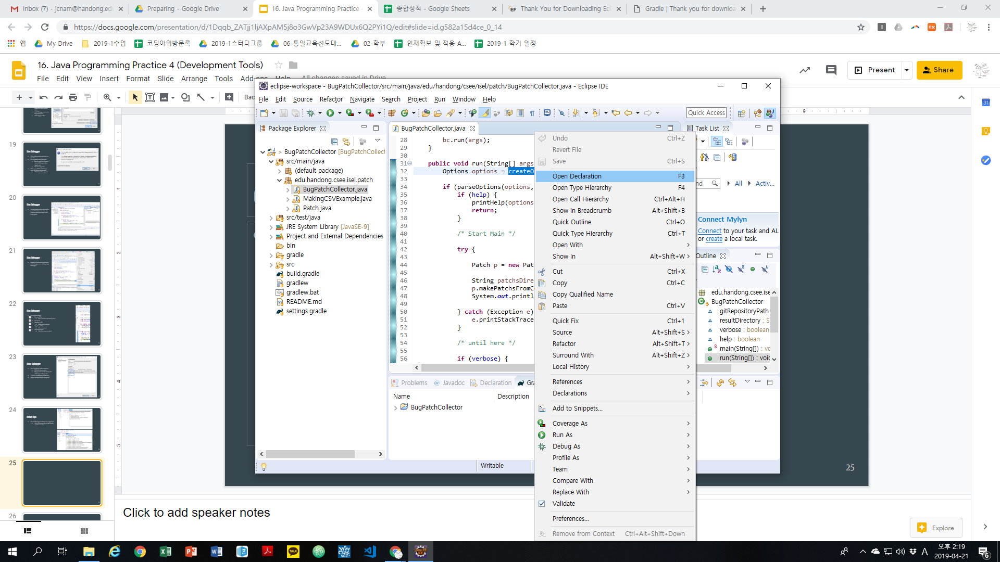 Inbox (7) - jcnam@handong.edu
Preparing - Google Drive
16. Java Programming Practice
종합성적 - Google Sheets
Thank You for Downloading Ecl
Gradle | Thank you for downloa
https://docs.google.com/presentation/d/1Dqqb_ZATjj1ljAXpAM5j8o3GwVp23A9WDUx6Q2PYi1Q/edit#slide=id.g582a15d4ce_0_14
앱
My Drive
2019-1수업
코딩아워방문록
2019-1스터디그룹
06-통일교육선도대...
02-학부
인재확보 및 적응 A...
2019-1 학기 일정
16. Java Programming Practice 4 (Development Tools)
File Edit View Insert Format Slide Arrange Tools Add-ons Help
All changes saved in Drive
Present
Share
eclipse-workspace - BugPatchCollector/src/main/java/edu/handong/csee/isel/patch/BugPatchCollector.java - Eclipse IDE
File Edit Source Refactor Navigate Search Project Run Window Help
Quick Access
Package Explorer
> BugPatchCollector [BugPatchCollect
src/main/java
(default package)
edu.handong.csee.isel.patch
BugPatchCollector.java
MakingCSVExample.java
Patch.java
src/test/java
JRE System Library [JavaSE-9]
Project and External Dependencies
bin
gradle
src
build.gradle
gradlew
gradlew.bat
README.md
settings.gradle
BugPatchCollector.java
28 bc.run(args);
29 }
30
31 public void run(String[] args
32 Options options = createO
33
34 if (parseOptions(options,
35 if (help) {
36 printHelp(options
37 return;
38 }
39
40 /* Start Main */
41
42 try {
43
44 Patch p = new Pat
45
46 String patchsDire
47 p.makePatchsFromC
48 System.out.printl
49
50 } catch (Exception e)
51 e.printStackTrace
52 }
53
54 /* until here */
55
56 if (verbose) {
Undo Ctrl+Z
Revert File
Save Ctrl+S
Open Declaration F3
Open Type Hierarchy F4
Open Call Hierarchy Ctrl+Alt+H
Show in Breadcrumb Alt+Shift+B
Quick Outline Ctrl+O
Quick Type Hierarchy Ctrl+T
Open With
Show In Alt+Shift+W
Cut Ctrl+X
Copy Ctrl+C
Copy Qualified Name
Paste Ctrl+V
Quick Fix Ctrl+1
Source Alt+Shift+S
Refactor Alt+Shift+T
Surround With Alt+Shift+Z
Local History
References
Declarations
Add to Snippets...
Coverage As
Run As
Debug As
Profile As
Team
Compare With
Replace With
Validate
Preferences...
Remove from Context Ctrl+Alt+Shift+Down
Task List
nd
All
Activ...
Connect Mylyn
Connect to your task and AL
or create a local task.
Outline
edu.handong.csee.ise
BugPatchCollector
gitRepositoryPath
resultDirectory : S
verbose : boolean
help : boolean
main(String[]) : vo
run(String[]) : void
Problems
Javadoc
Declaration
Gra
Name
Description
BugPatchCollector
Writable
19
20
21
22
23
24
25
26
25
Click to add speaker notes
Explore
오후 2:19
2019-04-21